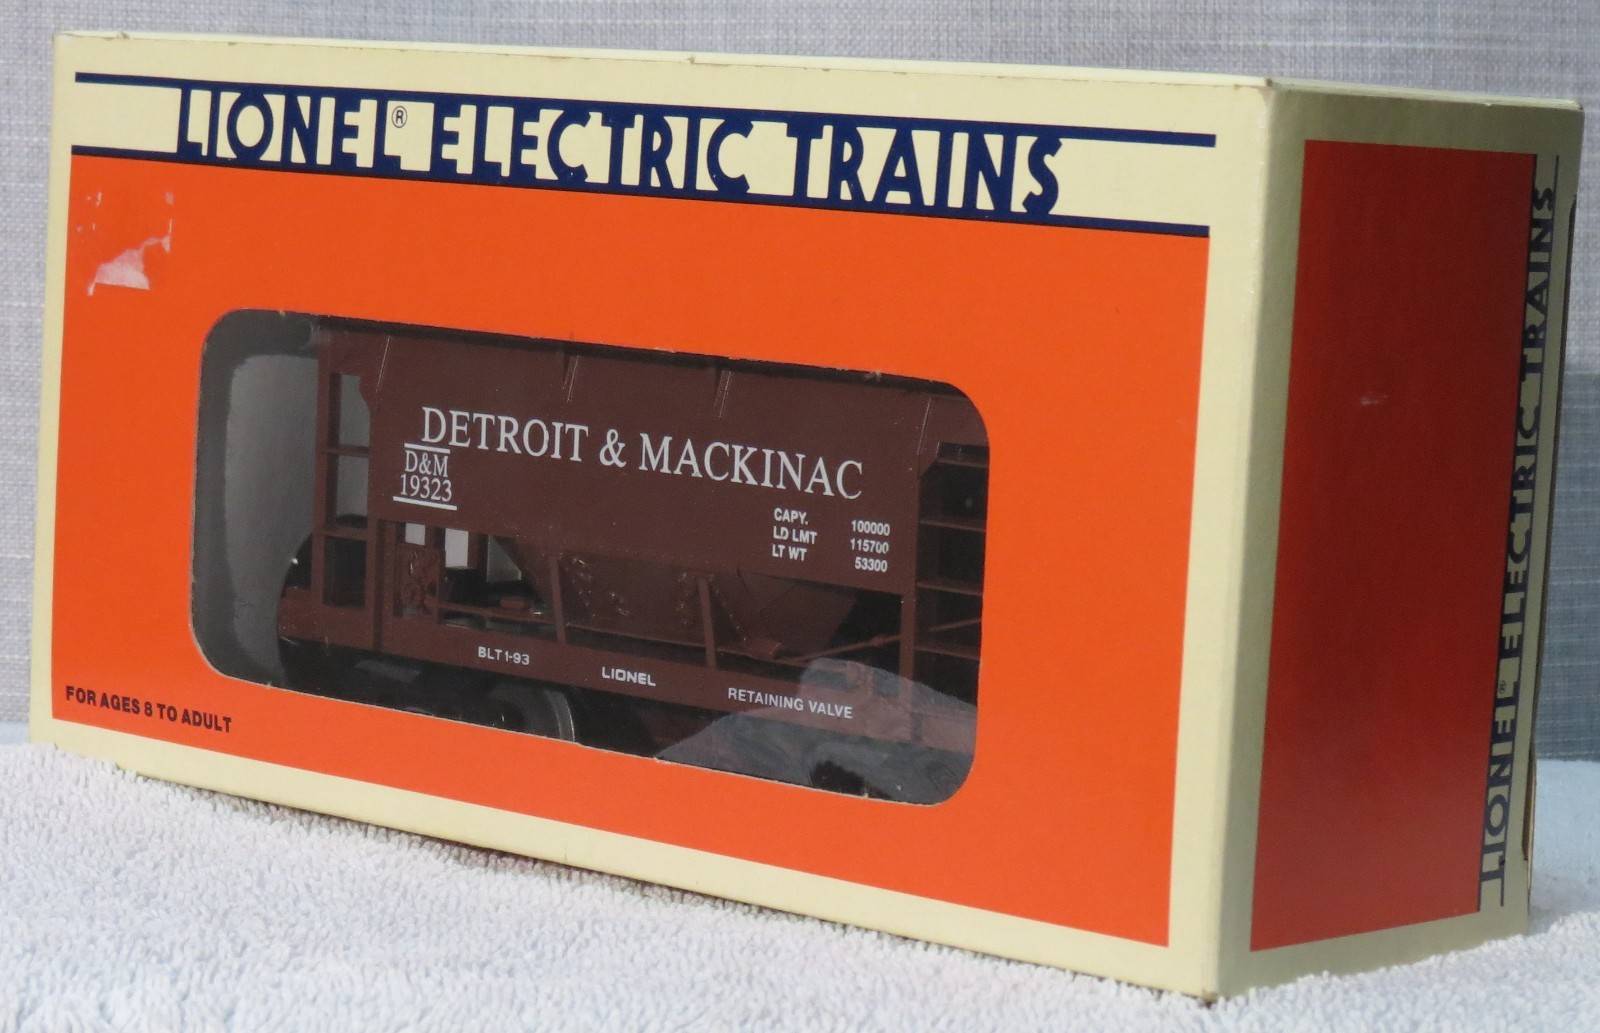 LIONEL® ELECTRIC TRAINS
DETROIT & MACKINAC
D&M
19323
CAPY. 100000
LD LMT 115700
LT WT 53300
BLT 1-93
LIONEL
RETAINING VALVE
FOR AGES 8 TO ADULT
LIONEL® ELECTRIC TRAINS